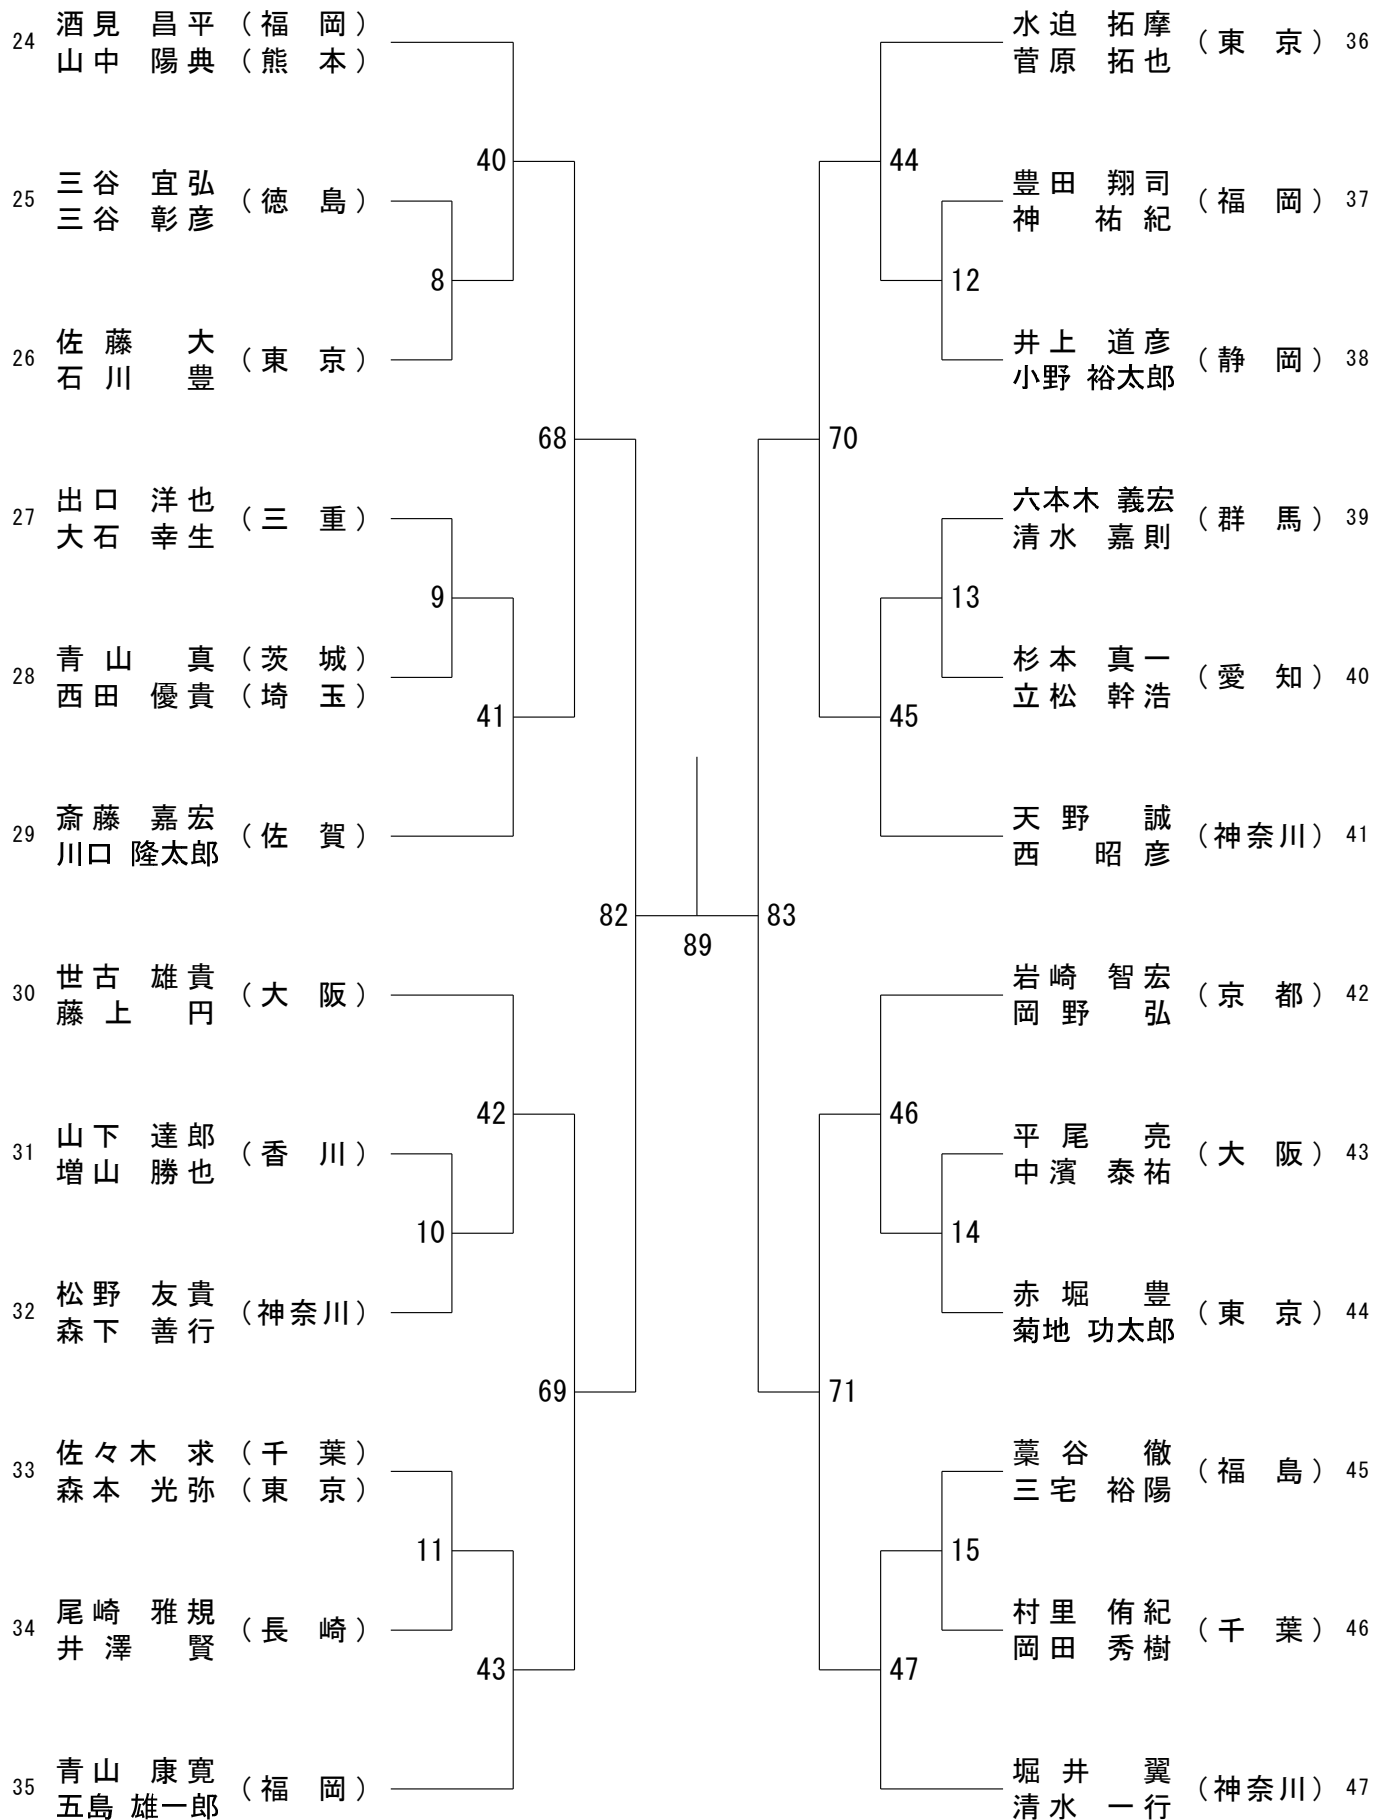 24 酒見 昌平 (福岡)
山中 陽典 (熊本)
40
25 三谷 宜弘 (徳島)
三谷 彰彦
8
26 佐藤 大 (東京)
石川 豊
68
27 出口 洋也 (三重)
大石 幸生
9
28 青山 真 (茨城)
西田 優貴 (埼玉)
41
29 斎藤 嘉宏 (佐賀)
川口 隆太郎
82
30 世古 雄貴 (大阪)
藤上 円
42
31 山下 達郎 (香川)
増山 勝也
10
32 松野 友貴 (神奈川)
森下 善行
69
33 佐々木 求 (千葉)
森本 光弥 (東京)
11
34 尾崎 雅規 (長崎)
井澤 賢
43
35 青山 康寛 (福岡)
五島 雄一郎
89
水迫 拓摩 (東京) 36
菅原 拓也
44
豊田 翔司 (福岡) 37
神 祐紀
12
井上 道彦 (静岡) 38
小野 裕太郎
70
六本木 義宏 (群馬) 39
清水 嘉則
13
杉本 真一 (愛知) 40
立松 幹浩
45
天野 誠 (神奈川) 41
西 昭彦
83
岩崎 智宏 (京都) 42
岡野 弘
46
平尾 亮 (大阪) 43
中濱 泰祐
14
赤堀 豊 (東京) 44
菊地 功太郎
71
藁谷 徹 (福島) 45
三宅 裕陽
15
村里 侑紀 (千葉) 46
岡田 秀樹
47
堀井 翼 (神奈川) 47
清水 一行